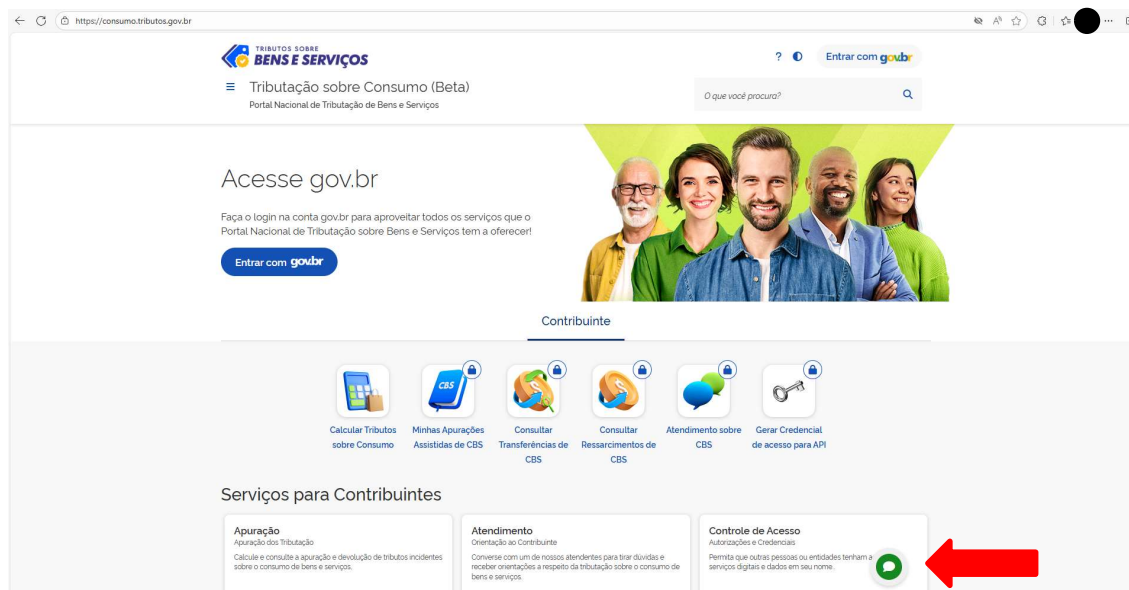 https://consumo.tributos.gov.br
TRIBUTOS SOBRE
BENS E SERVIÇOS
? Entrar com gov.br
Tributação sobre Consumo (Beta)
Portal Nacional de Tributação de Bens e Serviços
O que você procura?
Acesse gov.br
Faça o login na conta gov.br para aproveitar todos os serviços que o
Portal Nacional de Tributação sobre Bens e Serviços tem a oferecer!
Entrar com gov.br
Contribuinte
CBS
Calcular Tributos
sobre Consumo
Minhas Apurações
Assistidas de CBS
Consultar
Transferências de
CBS
Consultar
Ressarcimentos de
CBS
Atendimento sobre
CBS
Gerar Credencial
de acesso para API
Serviços para Contribuintes
Apuração
Apuração dos Tributação
Calcule e consulte a apuração e devolução de tributos incidentes
sobre o consumo de bens e serviços.
Atendimento
Orientação ao Contribuinte
Converse com um de nossos atendentes para tirar dúvidas e
receber orientações a respeito da tributação sobre o consumo de
bens e serviços.
Controle de Acesso
Autorizações e Credenciais
Permita que outras pessoas ou entidades tenham a
serviços digitais e dados em seu nome.